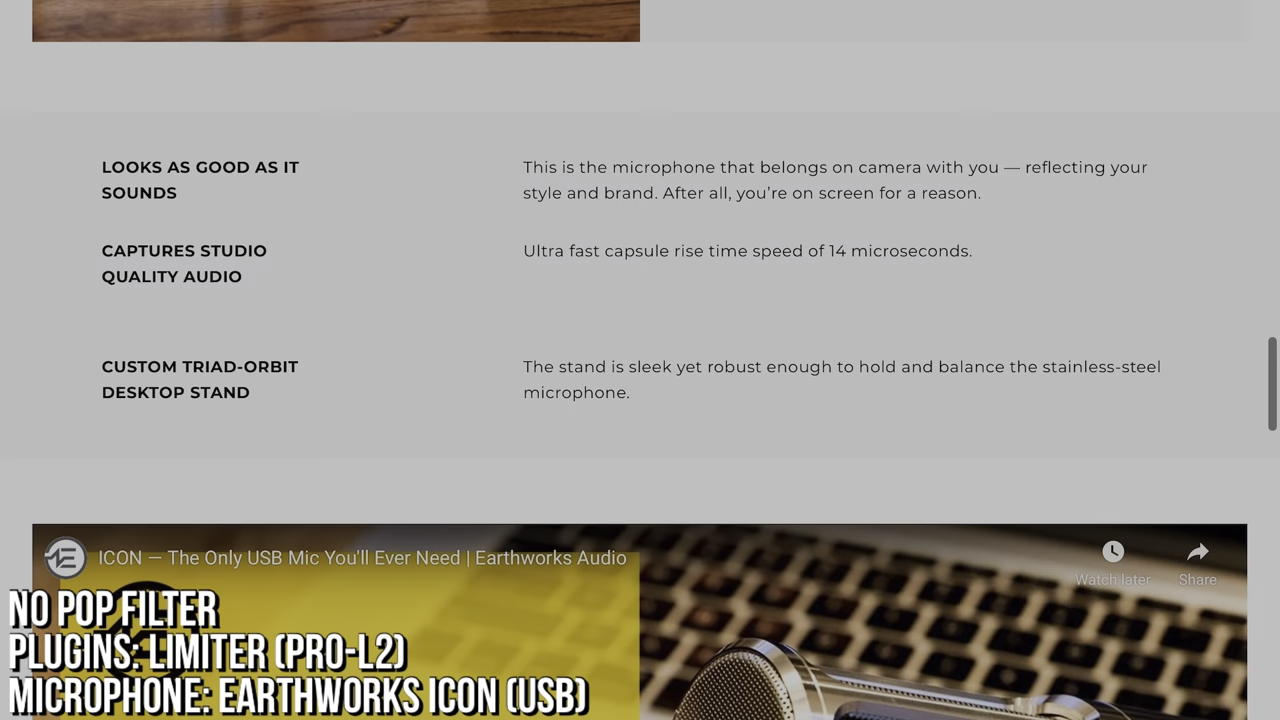 LOOKS AS GOOD AS IT
SOUNDS
This is the microphone that belongs on camera with you — reflecting your
style and brand. After all, you’re on screen for a reason.
CAPTURES STUDIO
QUALITY AUDIO
Ultra fast capsule rise time speed of 14 microseconds.
CUSTOM TRIAD-ORBIT
DESKTOP STAND
The stand is sleek yet robust enough to hold and balance the stainless-steel
microphone.
ICON — The Only USB Mic You'll Ever Need | Earthworks Audio
Watch later
Share
NO POP FILTER
PLUGINS: LIMITER (PRO-L2)
MICROPHONE: EARTHWORKS ICON (USB)